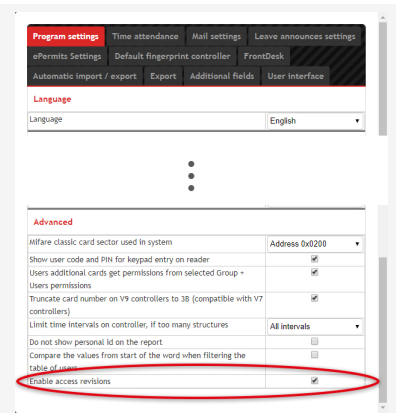 Program settings Time attendance Mail settings Leave announces settings
ePermits Settings Default fingerprint controller FrontDesk
Automatic import / export Export Additional fields User interface
Language
Language English
Advanced
Mifare classic card sector used in system Address 0x0200
Show user code and PIN for keypad entry on reader
Users additional cards get permissions from selected Group +
Users permissions
Truncate card number on V9 controllers to 3B (compatible with V7
controllers)
Limit time intervals on controller, if too many structures All intervals
Do not show personal id on the report
Compare the values from start of the word when filtering the
table of users
Enable access revisions